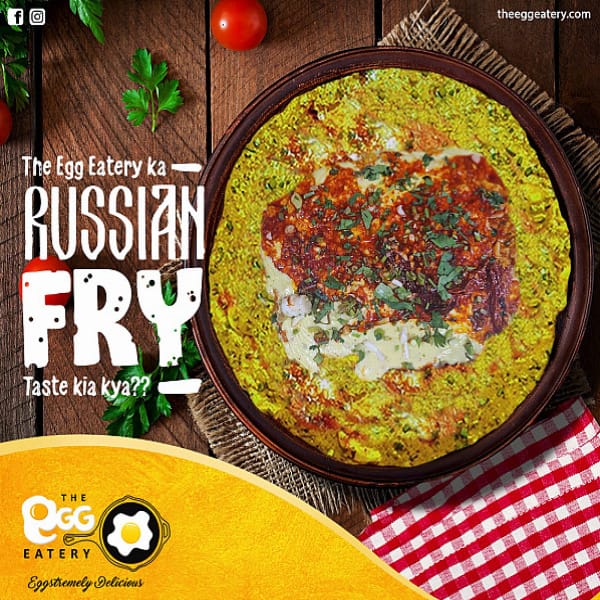 theeggeatery.com
The Egg Eatery ka
RUSSIAN
FRY
Taste kia kya??
THE
egg
EATERY
Eggstremely Delicious